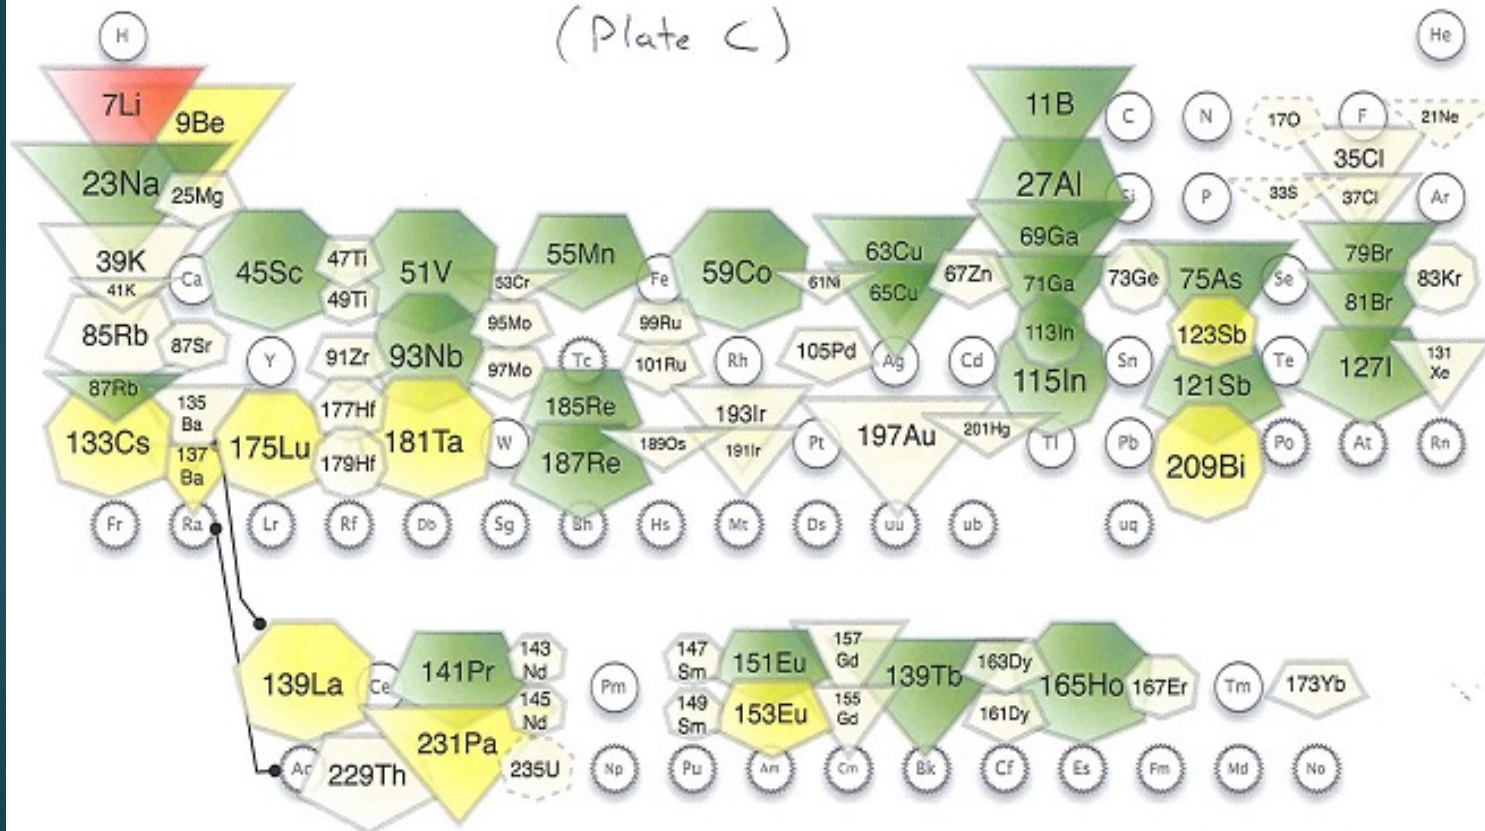 (Plate C)
H He
7Li 9Be 11B C N 17O F 21Ne
23Na 25Mg 27Al Si P 33S 35Cl 37Cl Ar
39K 41K Ca 45Sc 47Ti 49Ti 51V 53Cr 55Mn Fe 59Co 61Ni 63Cu 65Cu 67Zn 69Ga 71Ga 73Ge 75As Se 79Br 81Br 83Kr
85Rb 87Rb 87Sr Y 91Zr 93Nb 95Mo 97Mo Tc 99Ru 101Ru Rh 105Pd Ag Cd 113In 115In Sn 123Sb 121Sb Te 127I 131 Xe
133Cs 135 Ba 137 Ba 175Lu 177Hf 179Hf 181Ta W 185Re 187Re 189Os 193Ir 191Ir Pt 197Au 201Hg Tl Pb 209Bi Po At Rn
Fr Ra Lr Rf Db Sg Bh Hs Mt Ds uu ub uq
139La Ce 141Pr 143 Nd 145 Nd Pm 147 Sm 149 Sm 151Eu 153Eu 157 Gd 155 Gd 139Tb 163Dy 161Dy 165Ho 167Er Tm 173Yb
Ac 229Th 231Pa 235U Np Pu Am Cm Bk Cf Es Fm Md No